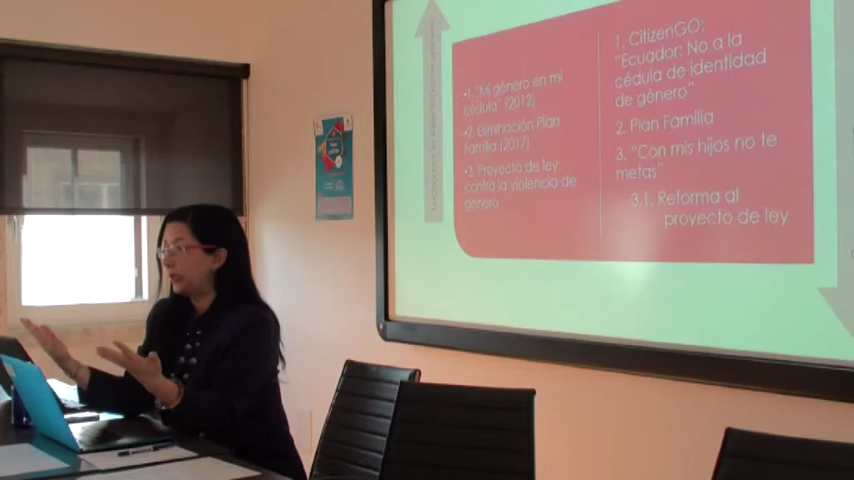 •1. "Mi género en mi
cédula" (2012)
•2. Eliminación Plan
Familia (2017)
•3. Proyecto de ley
contra la violencia de
género
1. CitizenGO:
"Ecuador: No a la
cédula de identidad
de género"
2. Plan Familia
3. "Con mis hijos no te
metas"
3.1. Reforma al
proyecto de ley